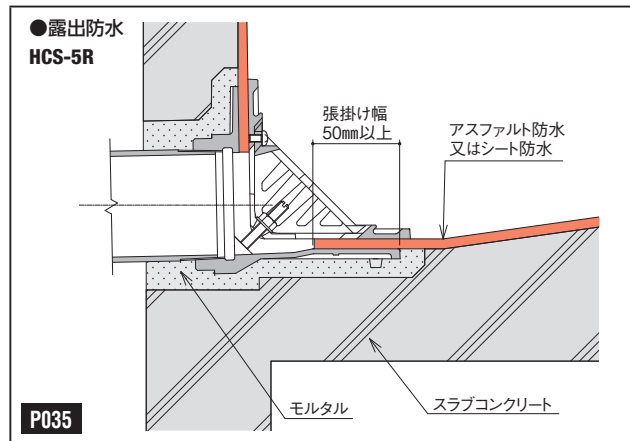 ●露出防水
HCS-5R
張掛け幅
50mm以上
アスファルト防水
又はシート防水
モルタル
スラブコンクリート
P035